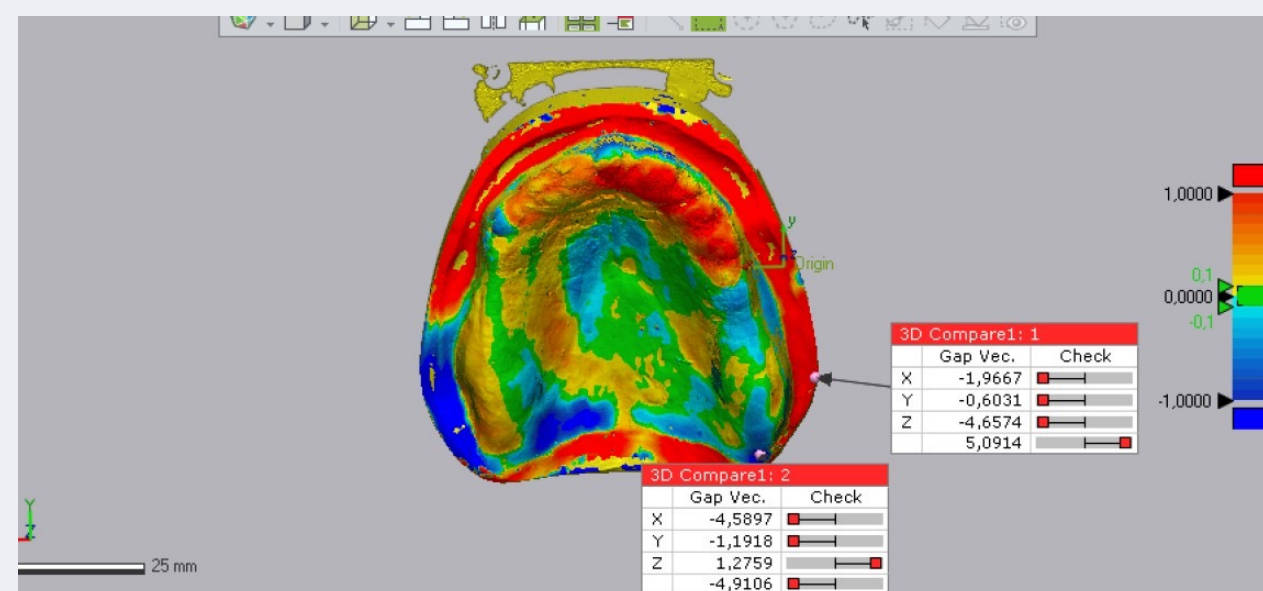 1,0000
y
z
x Origin
0,1
0,0000
-0,1
-1,0000
3D Compare1: 1
Gap Vec. Check
X -1,9667
Y -0,6031
Z -4,6574
5,0914
3D Compare1: 2
Gap Vec. Check
X -4,5897
Y -1,1918
Z 1,2759
-4,9106
Y
Z
25 mm